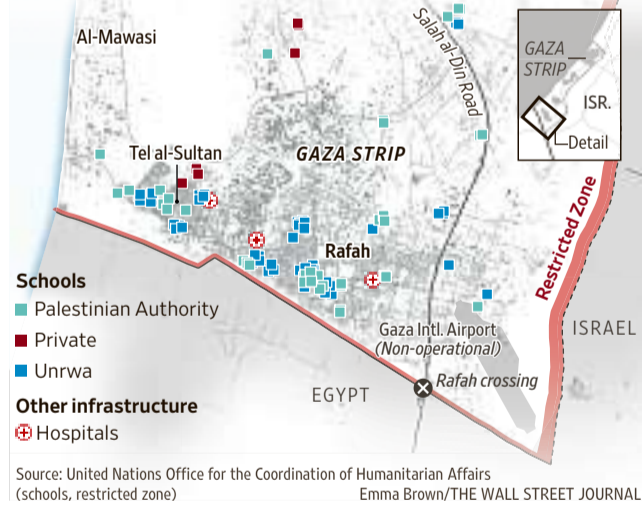 Al-Mawasi
Salah al-Din Road
GAZA
STRIP
ISR.
Detail
Tel al-Sultan
GAZA STRIP
Restricted Zone
Rafah
Schools
Palestinian Authority
Private
Unrwa
Other infrastructure
Hospitals
Gaza Intl. Airport
(Non-operational)
ISRAEL
Rafah crossing
EGYPT
Source: United Nations Office for the Coordination of Humanitarian Affairs
(schools, restricted zone)
Emma Brown/THE WALL STREET JOURNAL